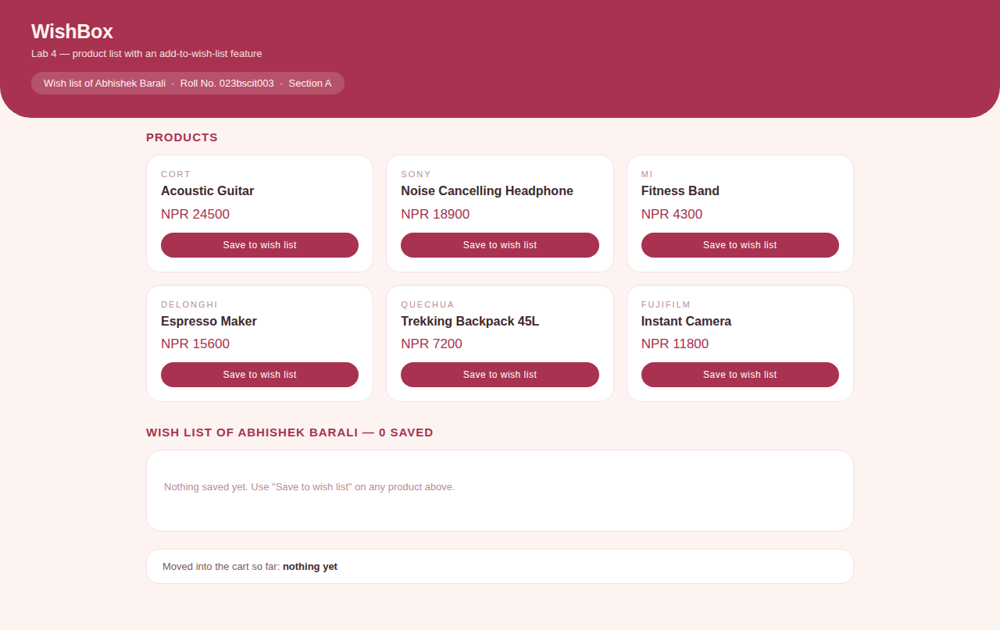 WishBox
Lab 4 — product list with an add-to-wish-list feature
Wish list of Abhishek Barali · Roll No. 023bscit003 · Section A
PRODUCTS
CORT
Acoustic Guitar
NPR 24500
Save to wish list
SONY
Noise Cancelling Headphone
NPR 18900
Save to wish list
MI
Fitness Band
NPR 4300
Save to wish list
DELONGHI
Espresso Maker
NPR 15600
Save to wish list
QUECHUA
Trekking Backpack 45L
NPR 7200
Save to wish list
FUJIFILM
Instant Camera
NPR 11800
Save to wish list
WISH LIST OF ABHISHEK BARALI — 0 SAVED
Nothing saved yet. Use "Save to wish list" on any product above.
Moved into the cart so far: nothing yet